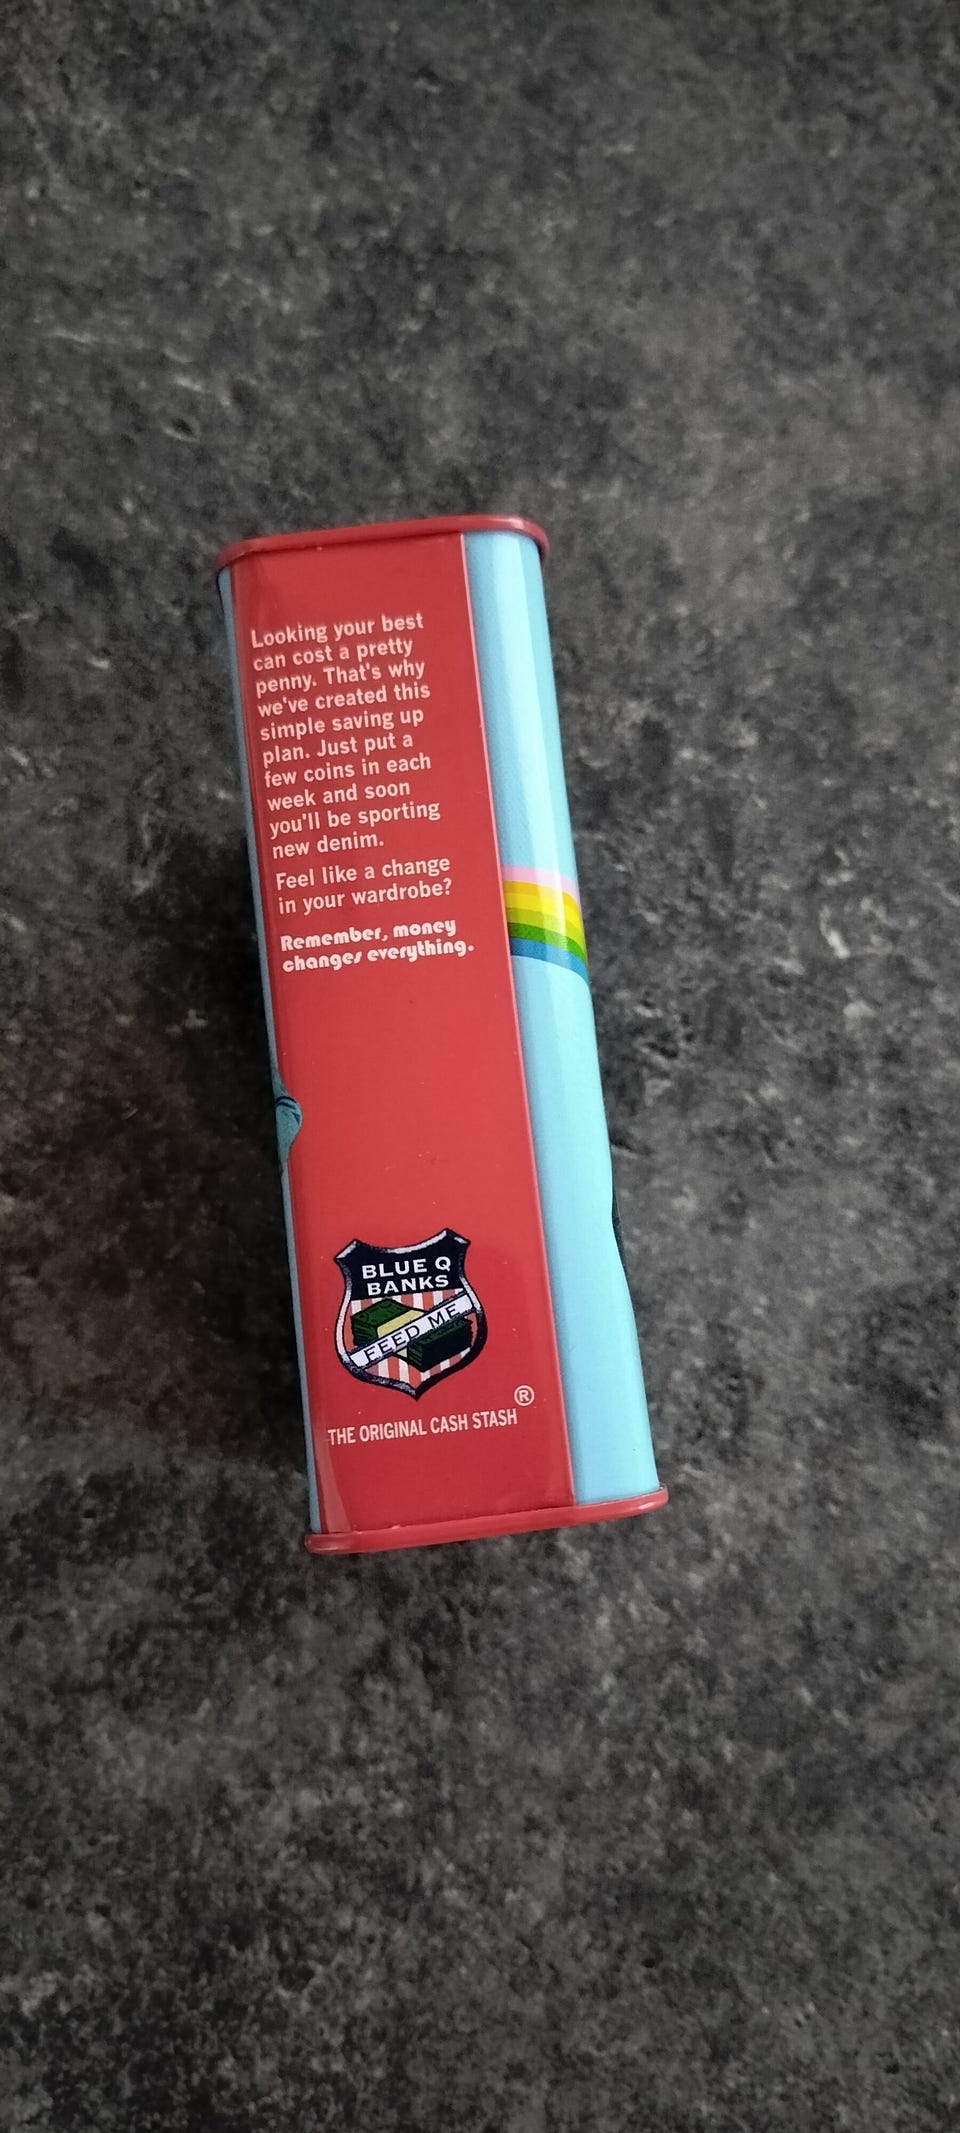 Looking your best
can cost a pretty
penny. That's why
we've created this
simple saving up
plan. Just put a
few coins in each
week and soon
you'll be sporting
new denim.
Feel like a change
in your wardrobe?
Remember, money
changes everything.
BLUE Q
BANKS
FEED ME
®
THE ORIGINAL CASH STASH